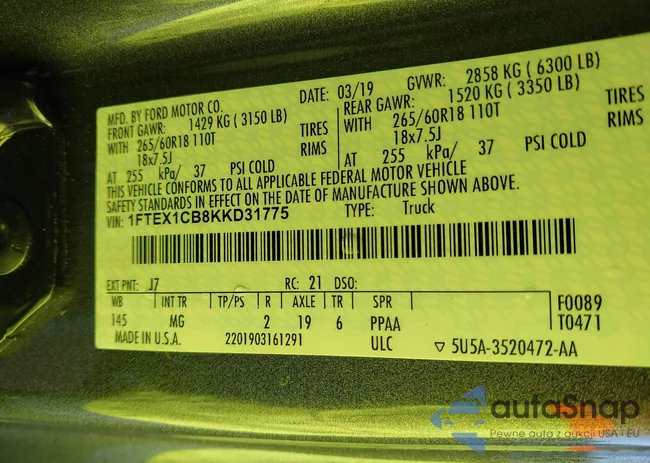 MFD. BY FORD MOTOR CO.
DATE: 03/19 GVWR: 2858 KG ( 6300 LB)
FRONT GAWR: 1429 KG ( 3150 LB)
REAR GAWR: 1520 KG ( 3350 LB)
WITH 265/60R18 110T TIRES
WITH 265/60R18 110T TIRES
18x7.5J RIMS
18x7.5J RIMS
AT 255 kPa/ 37 PSI COLD
AT 255 kPa/ 37 PSI COLD
THIS VEHICLE CONFORMS TO ALL APPLICABLE FEDERAL MOTOR VEHICLE
SAFETY STANDARDS IN EFFECT ON THE DATE OF MANUFACTURE SHOWN ABOVE.
VIN: 1FTEX1CB8KKD31775 TYPE: Truck
EXT PNT: J7 RC: 21 DSO:
WB INT TR TP/PS R AXLE TR SPR F0089
145 MG 2 19 6 PPAA T0471
MADE IN U.S.A. 2201903161291 ULC ▽ 5U5A-3520472-AA
autaSnap
Pewne auta z aukcji USA i EU